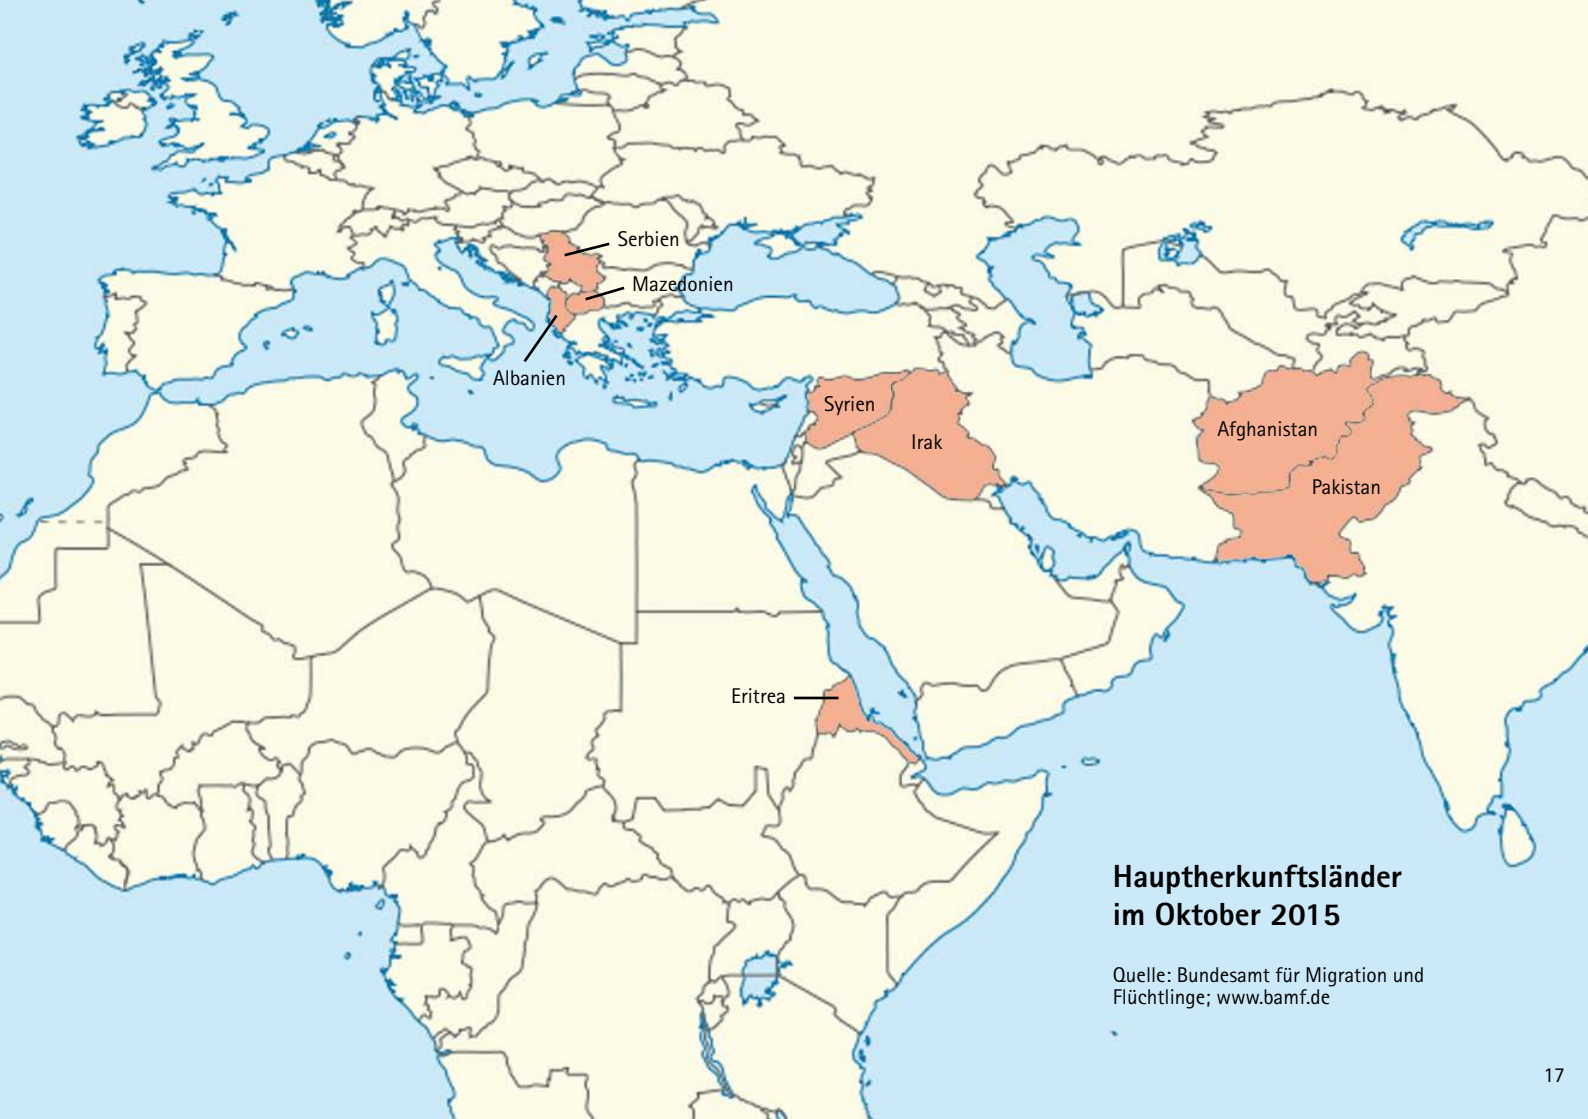 Serbien
Mazedonien
Albanien
Syrien
Irak
Afghanistan
Pakistan
Eritrea
Hauptherkunftsländer
im Oktober 2015
Quelle: Bundesamt für Migration und
Flüchtlinge; www.bamf.de
17